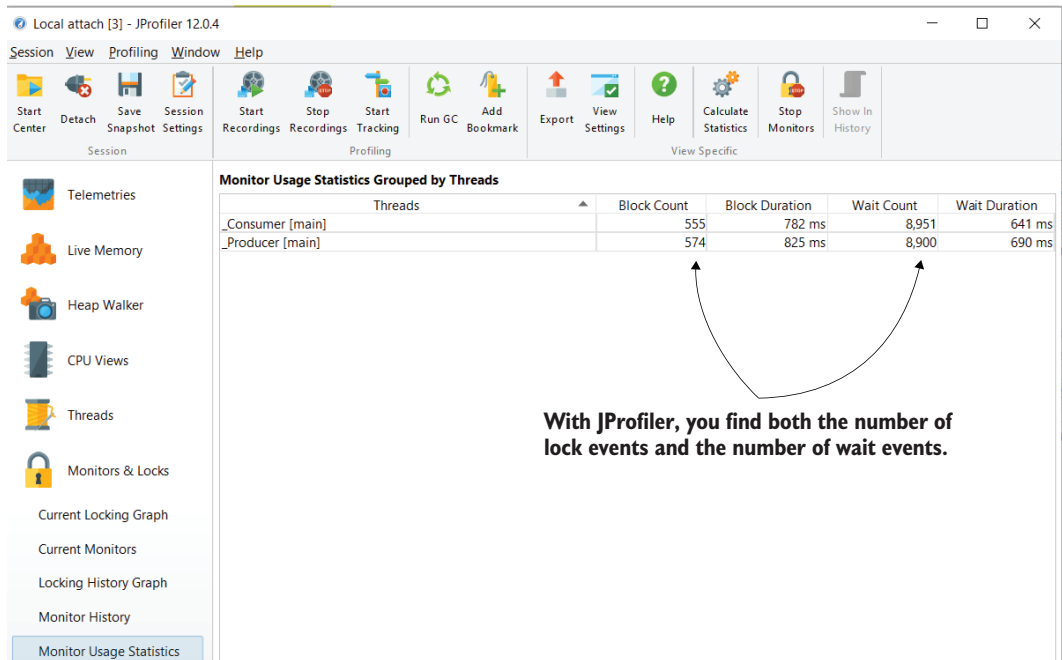 Local attach [3] - JProfiler 12.0.4
Session View Profiling Window Help
Start Center
Detach
Save Snapshot
Session Settings
Start Recordings
Stop Recordings
Start Tracking
Run GC
Add Bookmark
Export
View Settings
Help
Calculate Statistics
Stop Monitors
Show In History
Session
Profiling
View Specific
Telemetries
Live Memory
Heap Walker
CPU Views
Threads
Monitors & Locks
Current Locking Graph
Current Monitors
Locking History Graph
Monitor History
Monitor Usage Statistics
Monitor Usage Statistics Grouped by Threads
Threads Block Count Block Duration Wait Count Wait Duration
_Consumer [main] 555 782 ms 8,951 641 ms
_Producer [main] 574 825 ms 8,900 690 ms
With JProfiler, you find both the number of
lock events and the number of wait events.